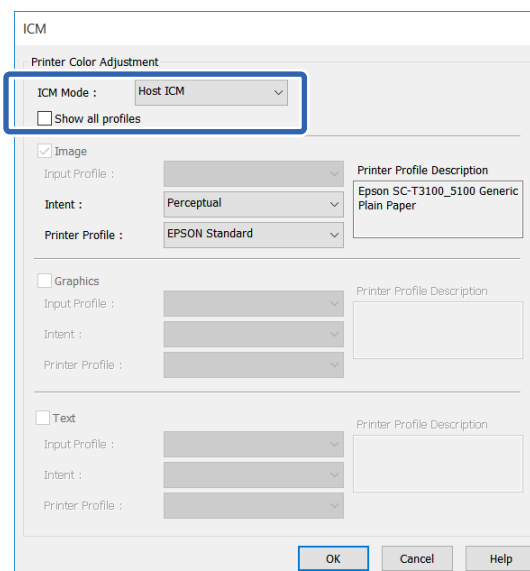 ICM
Printer Color Adjustment
ICM Mode : Host ICM
Show all profiles
Image
Input Profile :
Printer Profile Description
Intent : Perceptual
Epson SC-T3100_5100 Generic
Plain Paper
Printer Profile : EPSON Standard
Graphics
Input Profile :
Printer Profile Description
Intent :
Printer Profile :
Text
Input Profile :
Printer Profile Description
Intent :
Printer Profile :
OK Cancel Help